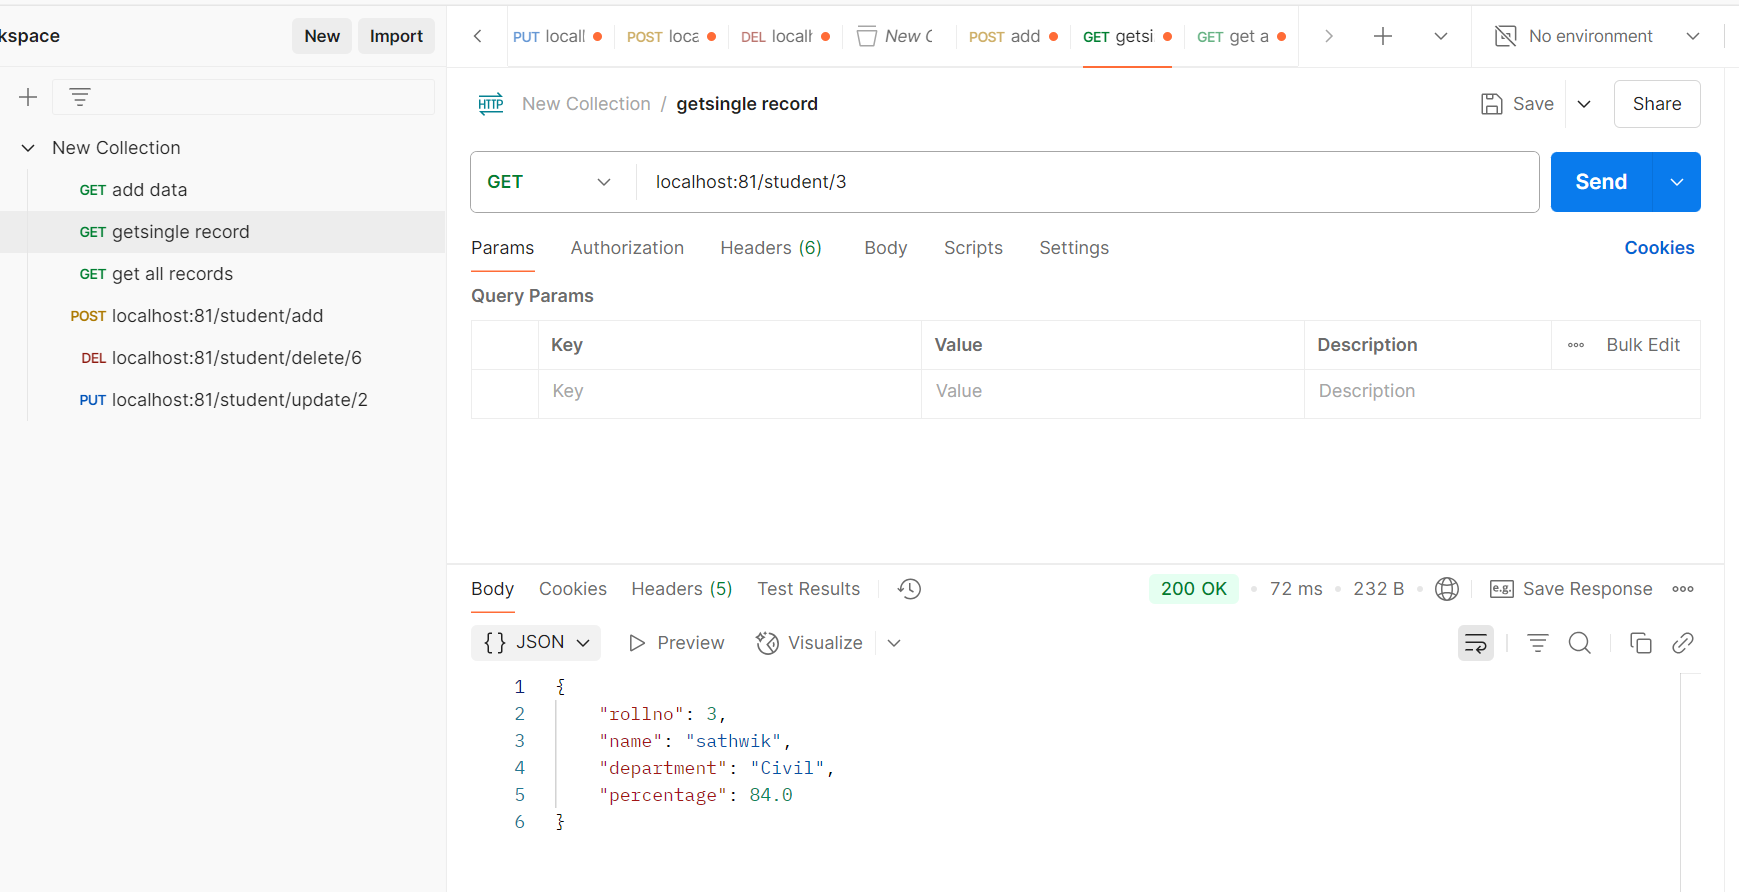 kspace
New Import
New Collection
GET add data
GET getsingle record
GET get all records
POST localhost:81/student/add
DEL localhost:81/student/delete/6
PUT localhost:81/student/update/2
PUT locall POST loca DEL localh New C POST add GET getsi GET get a No environment
HTTP New Collection / getsingle record Save Share
GET localhost:81/student/3 Send
Params Authorization Headers (6) Body Scripts Settings Cookies
Query Params
Key Value Description Bulk Edit
Key Value Description
Body Cookies Headers (5) Test Results 200 OK 72 ms 232 B e.g. Save Response
{} JSON Preview Visualize
1 {
2 "rollno": 3,
3 "name": "sathwik",
4 "department": "Civil",
5 "percentage": 84.0
6 }